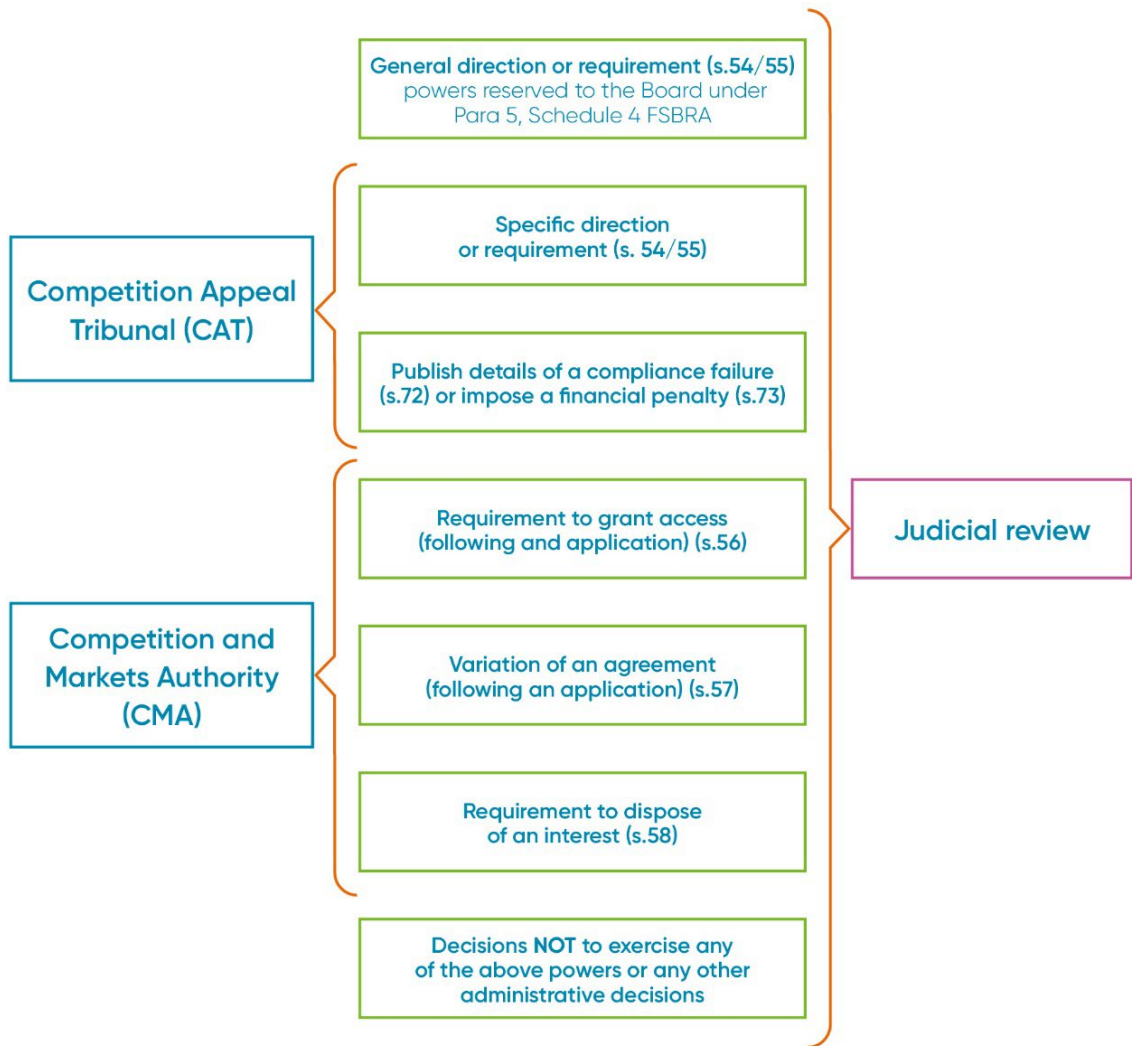 General direction or requirement (s.54/55)
powers reserved to the Board under
Para 5, Schedule 4 FSBRA
Competition Appeal
Tribunal (CAT)
Specific direction
or requirement (s. 54/55)
Publish details of a compliance failure
(s.72) or impose a financial penalty (s.73)
Competition and
Markets Authority
(CMA)
Requirement to grant access
(following and application) (s.56)
Variation of an agreement
(following an application) (s.57)
Requirement to dispose
of an interest (s.58)
Decisions NOT to exercise any
of the above powers or any other
administrative decisions
Judicial review